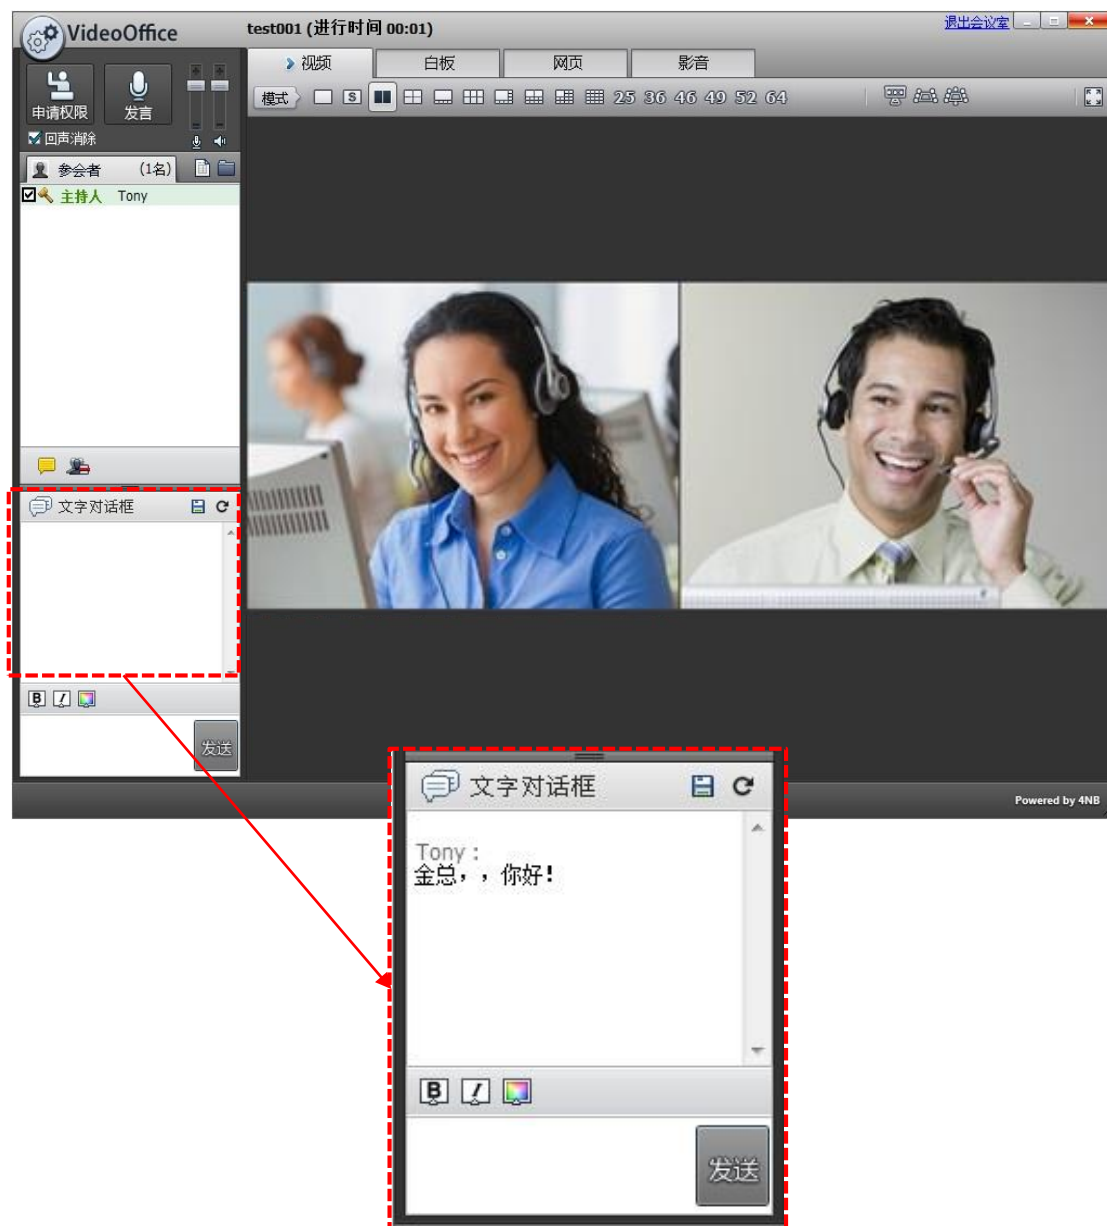 VideoOffice
test001 (进行时间 00:01)
退出会议室
申请权限
发言
回声消除
视频
白板
网页
影音
模式
S
25 36 46 49 52 64
参会者 (1名)
主持人 Tony
文字对话框
B I
发送
Powered by 4NB
文字对话框
Tony :
金总，，你好！
B I
发送